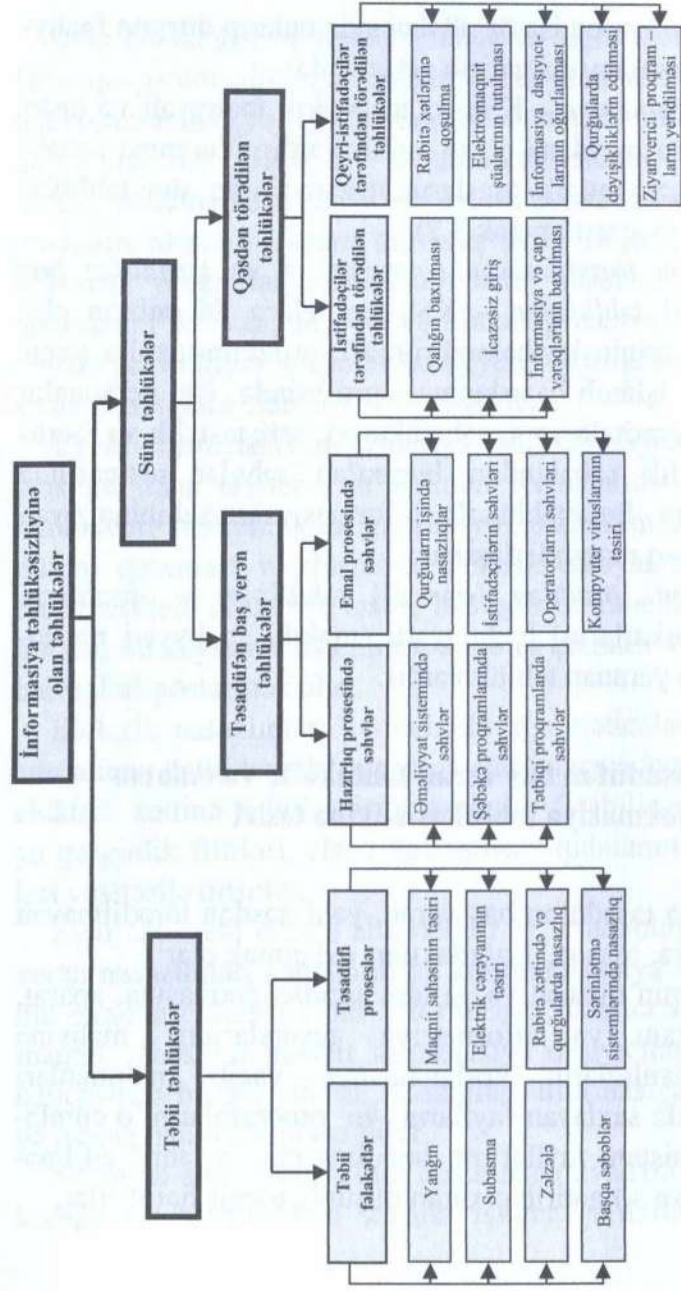 İnformasiya təhlükəsizliyinə
olan təhlükələr
Təbii təhlükələr
Süni təhlükələr
Təsadüfən baş verən
təhlükələr
Qəsdən törədilən
təhlükələr
Təbii
fəlakətlər
Təsadüfi
proseslər
Hazırlıq prosesində
səhvlər
Emal prosesində
səhvlər
İstifadəçilər
tərəfindən törədilən
təhlükələr
Qeyri-istifadəçilər
tərəfindən törədilən
təhlükələr
Yanğın
Subasma
Zəlzələ
Başqa səbəblər
Maqnit sahəsinin təsiri
Elektrik cərəyanının
təsiri
Rabitə xəttində və
qurğularda nasazlıq
Sərinlətmə
sistemlərində nasazlıq
Əməliyyat sistemində
səhvlər
Şəbəkə proqramlarında
səhvlər
Tətbiqi proqramlarda
səhvlər
Qurğuların işində
nasazlıqlar
İstifadəçilərin səhvləri
Operatorların səhvləri
Kompyuter viruslarının
təsiri
Qadağın başlanması
İcazəsiz giriş
İnformasiya və çap
vərəqlərinin baxılması
Rabitə xətlərinə
qoşulma
Elektromaqnit
şüalarının tutulması
İnformasiya daşıyıcı-
larının oğurlanması
Qurğularda
dəyişikliklərin edilməsi
Ziyanverici proqram
ların yeridilməsi